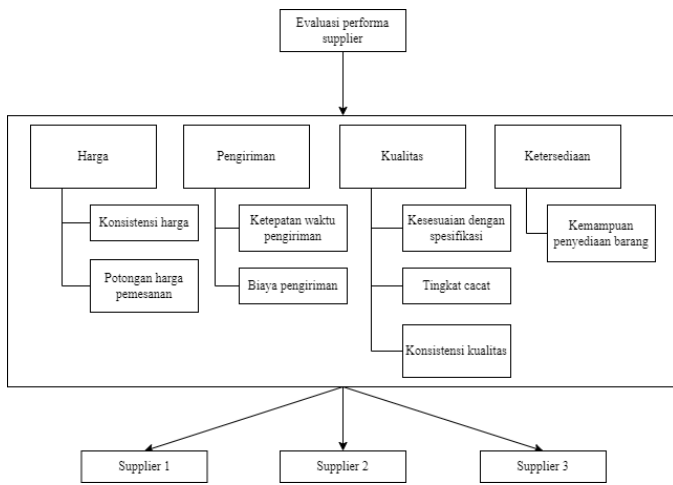 Evaluasi performa
supplier
Harga
Pengiriman
Kualitas
Ketersediaan
Konsistensi harga
Ketepatan waktu
pengiriman
Kesesuaian dengan
spesifikasi
Kemampuan
penyediaan barang
Potongan harga
pemesanan
Biaya pengiriman
Tingkat cacat
Konsistensi kualitas
Supplier 1
Supplier 2
Supplier 3